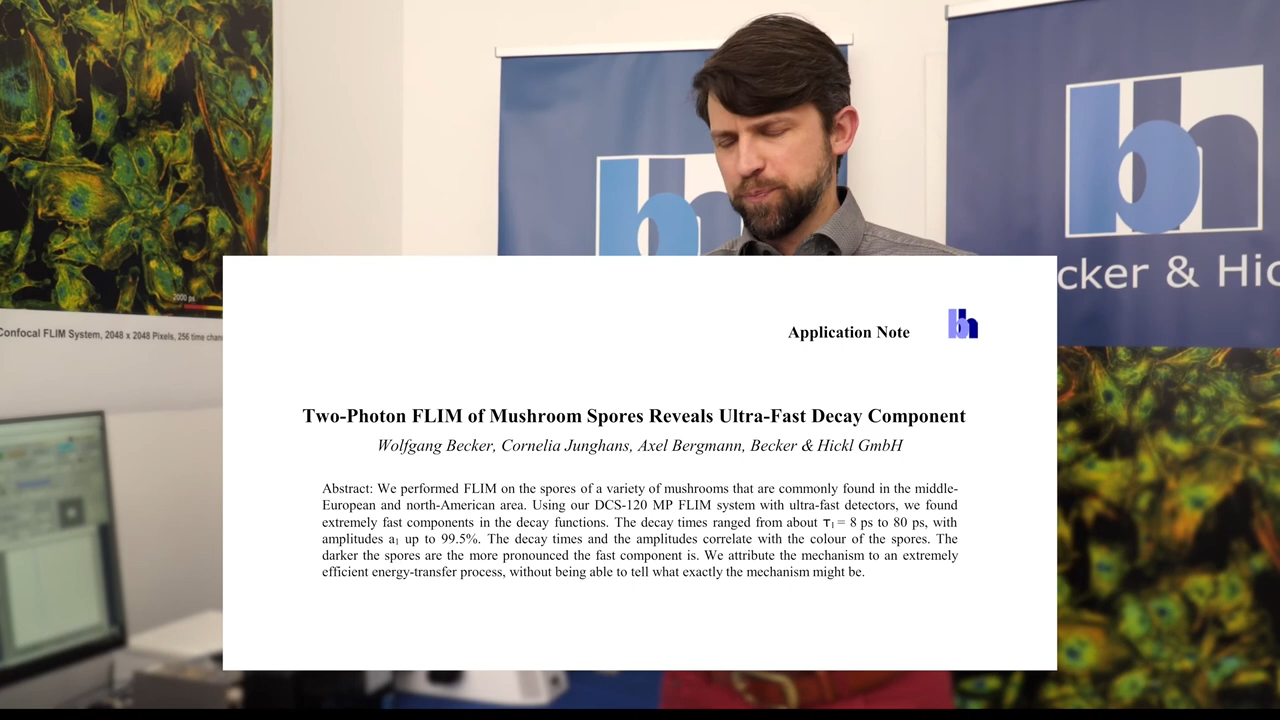 2000 ps
Confocal FLIM System, 2048 x 2048 Pixels, 256 time chan
bh
bh
cker & Hic
Application Note
bh
Two-Photon FLIM of Mushroom Spores Reveals Ultra-Fast Decay Component
Wolfgang Becker, Cornelia Junghans, Axel Bergmann, Becker & Hickl GmbH
Abstract: We performed FLIM on the spores of a variety of mushrooms that are commonly found in the middle-
European and north-American area. Using our DCS-120 MP FLIM system with ultra-fast detectors, we found
extremely fast components in the decay functions. The decay times ranged from about τ₁ = 8 ps to 80 ps, with
amplitudes a₁ up to 99.5%. The decay times and the amplitudes correlate with the colour of the spores. The
darker the spores are the more pronounced the fast component is. We attribute the mechanism to an extremely
efficient energy-transfer process, without being able to tell what exactly the mechanism might be.